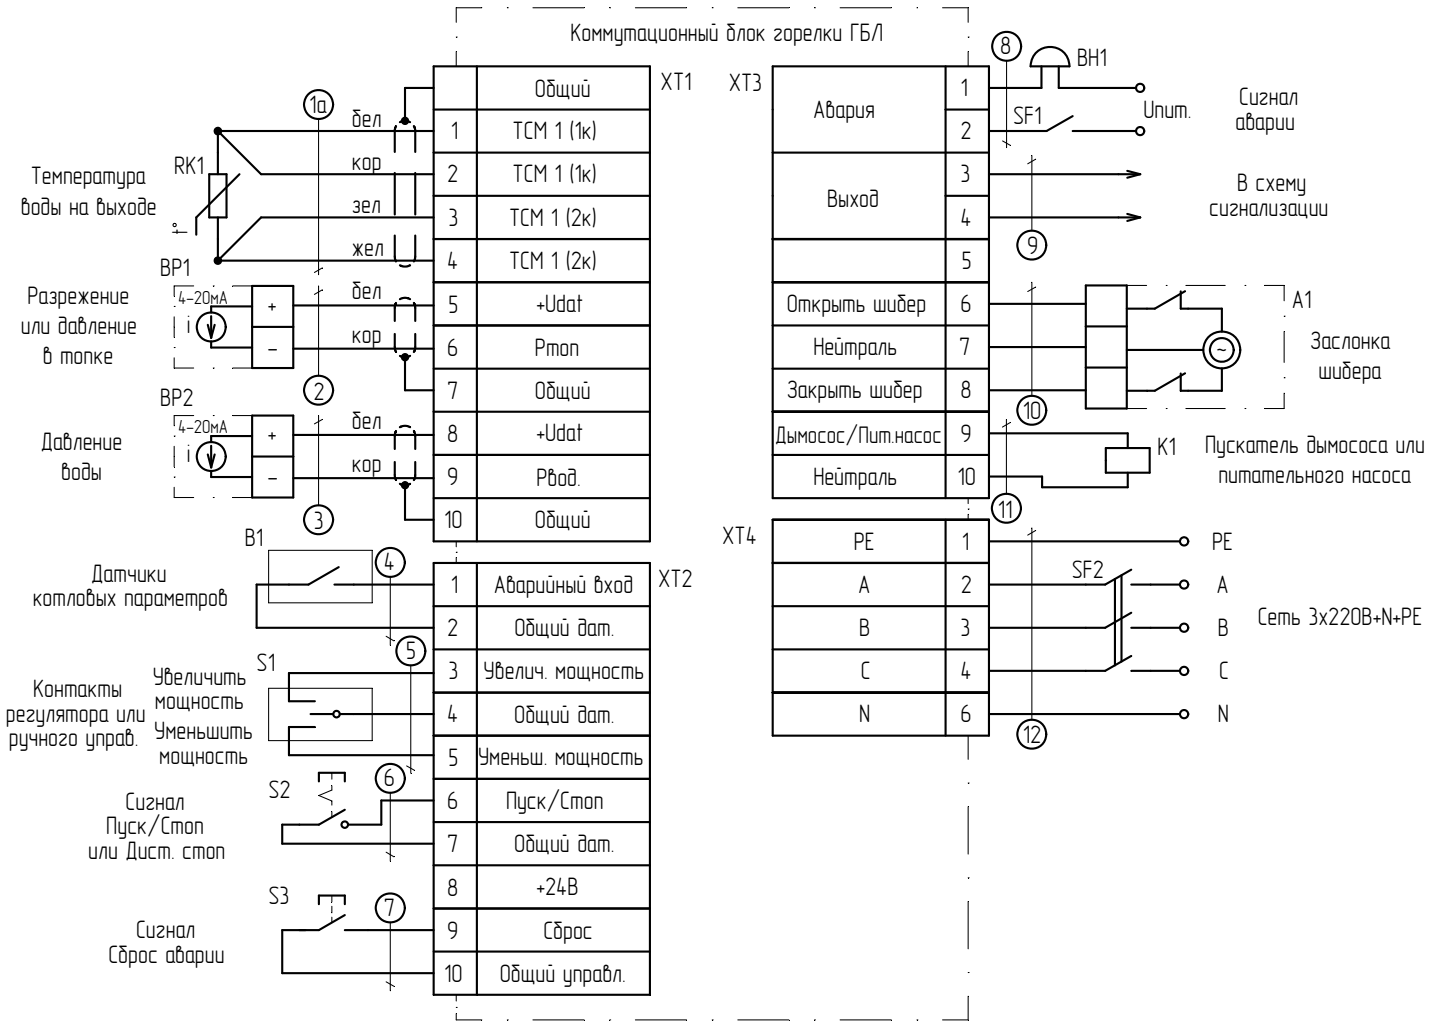 Коммутационный блок горелки ГБЛ
XT1
Общий
1 ТСМ 1 (1к)
2 ТСМ 1 (1к)
3 ТСМ 1 (2к)
4 ТСМ 1 (2к)
5 +Udat
6 Ртоп
7 Общий
8 +Udat
9 Рвод.
10 Общий
1а
бел
кор
зел
жел
RK1
t°
Температура
воды на выходе
BP1
4-20мА
i
+
−
бел
кор
2
Разрежение
или давление
в топке
BP2
4-20мА
i
+
−
бел
кор
3
Давление
воды
XT2
1 Аварийный вход
2 Общий дат.
3 Увелич. мощность
4 Общий дат.
5 Уменьш. мощность
6 Пуск/Стоп
7 Общий дат.
8 +24В
9 Сброс
10 Общий управл.
B1
4
Датчики
котловых параметров
S1
5
Увеличить
мощность
Уменьшить
мощность
Контакты
регулятора или
ручного управ.
S2
6
Сигнал
Пуск/Стоп
или Дист. стоп
S3
7
Сигнал
Сброс аварии
XT3
Авария
1
2
Выход
3
4
5
Открыть шибер 6
Нейтраль 7
Закрыть шибер 8
Дымосос/Пит.насос 9
Нейтраль 10
8
BH1
SF1
Uпит.
Сигнал
аварии
9
В схему
сигнализации
10
A1
~
Заслонка
шибера
11
K1
Пускатель дымососа или
питательного насоса
XT4
PE 1
A 2
B 3
C 4
N 6
SF2
12
PE
A
B
C
N
Сеть 3х220В+N+PE